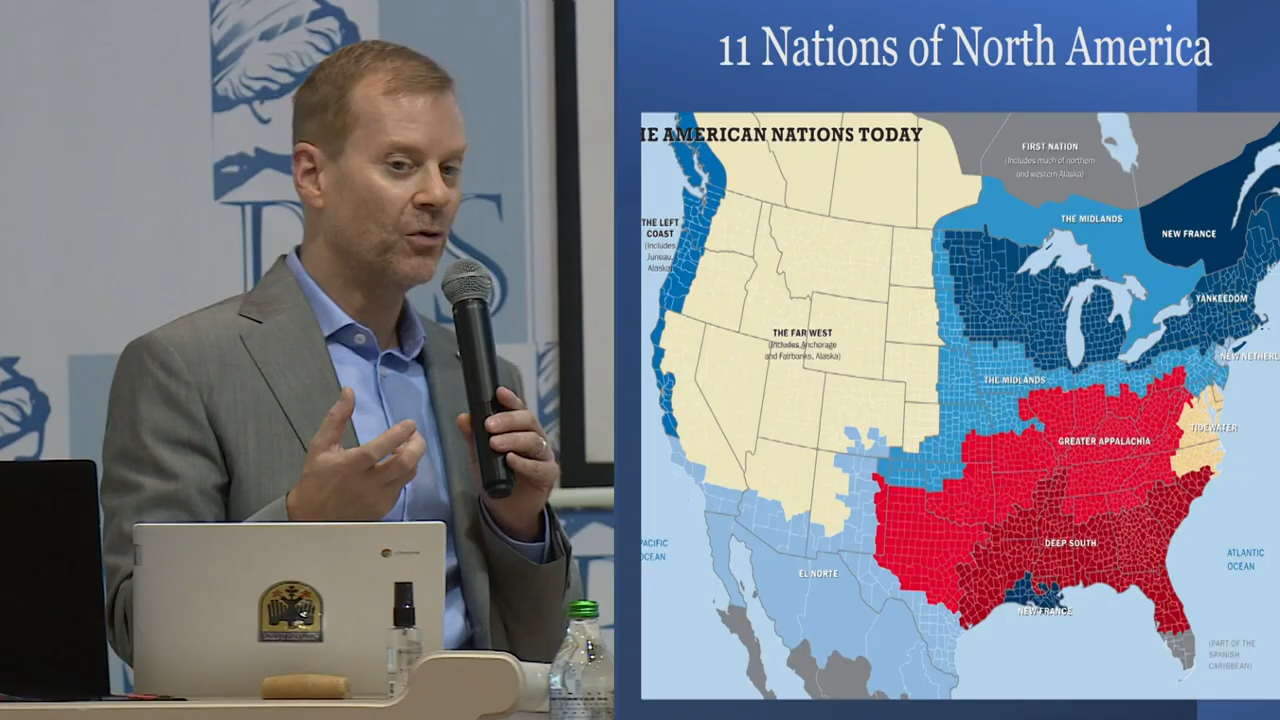 11 Nations of North America
E AMERICAN NATIONS TODAY
FIRST NATION
(Includes much of northern
and western Alaska)
THE MIDLANDS
NEW FRANCE
THE LEFT
COAST
(Includes
Juneau,
Alaska)
YANKEEDOM
THE FAR WEST
(Includes Anchorage
and Fairbanks, Alaska)
NEW NETHERL
THE MIDLANDS
TIDEWATER
GREATER APPALACHIA
DEEP SOUTH
PACIFIC
OCEAN
ATLANTIC
OCEAN
EL NORTE
NEW FRANCE
(PART OF THE
SPANISH
CARIBBEAN)